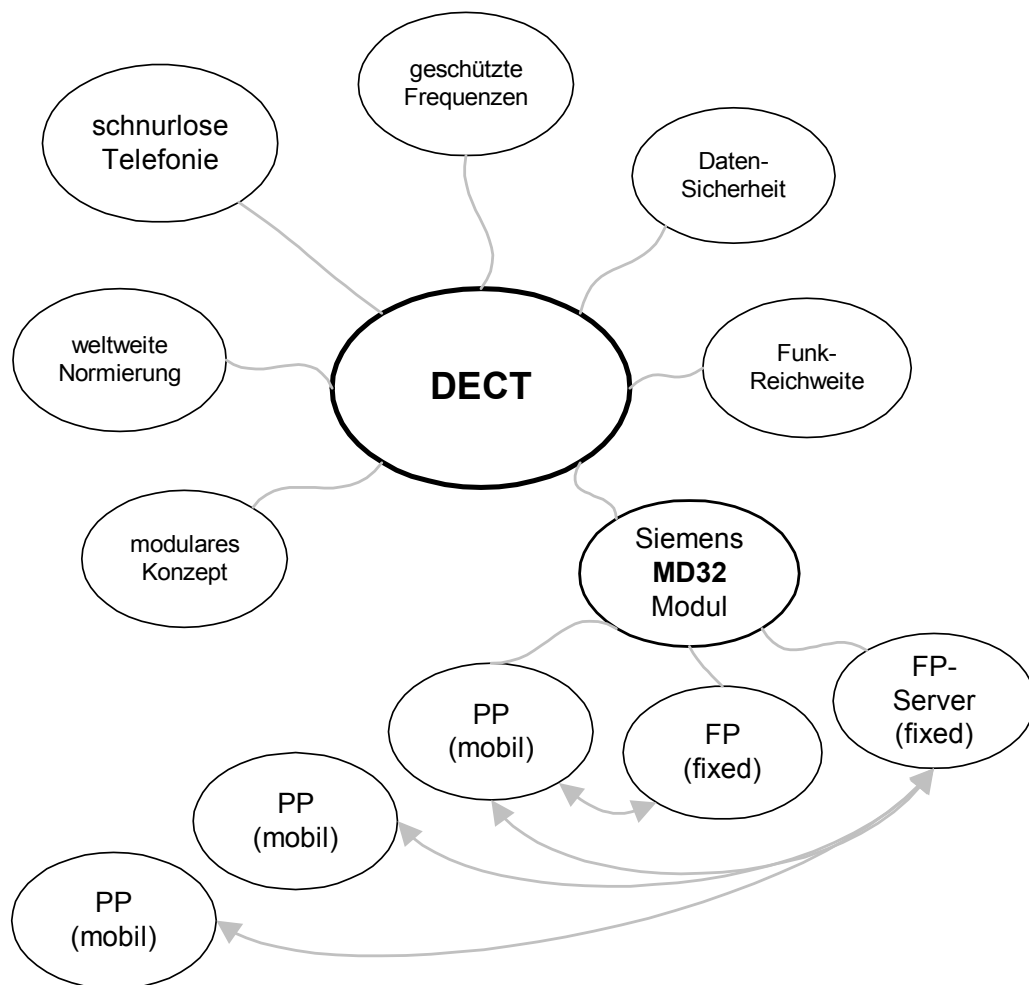 geschützte
Frequenzen
schnurlose
Telefonie
Daten-
Sicherheit
weltweite
Normierung
DECT
Funk-
Reichweite
modulares
Konzept
Siemens
MD32
Modul
FP-
Server
(fixed)
PP
(mobil)
FP
(fixed)
PP
(mobil)
PP
(mobil)